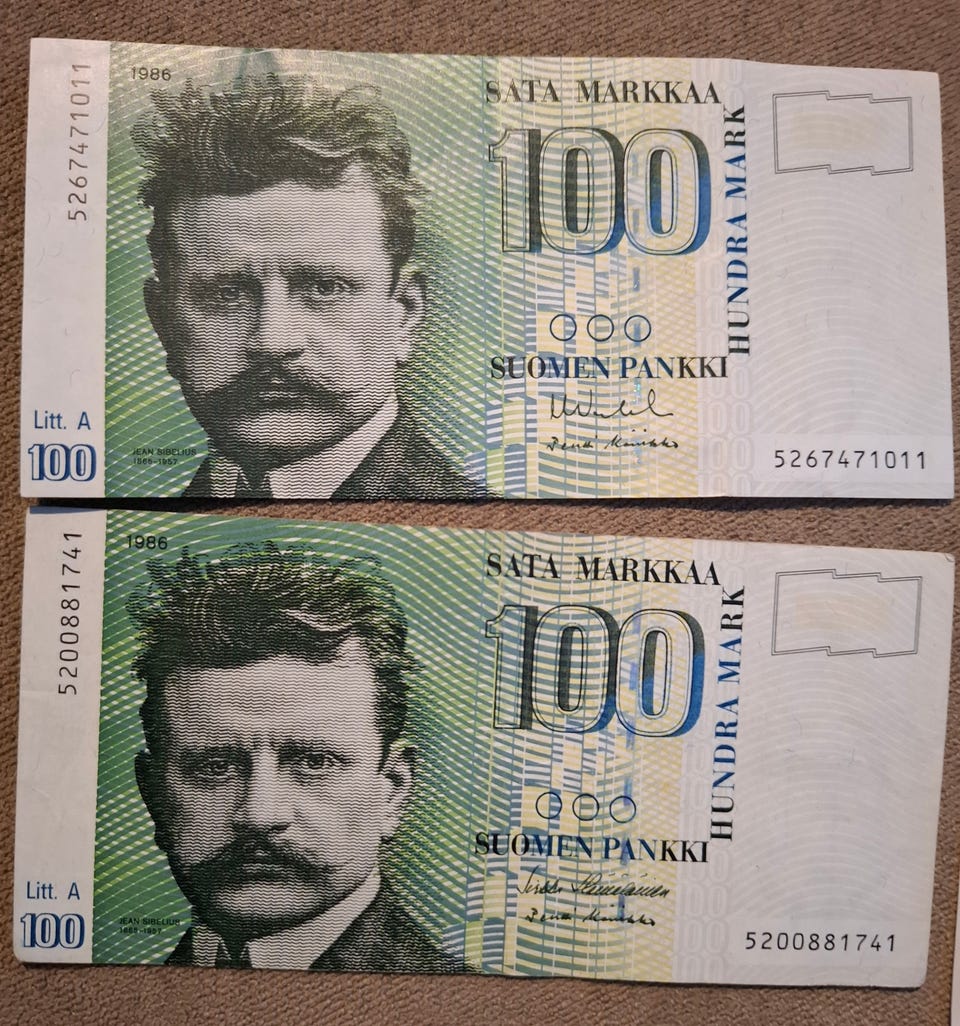 5267471011
1986
SATA MARKKAA
100
HUNDRA MARK
SUOMEN PANKKI
Litt. A
100
JEAN SIBELIUS
1865-1957
5267471011
5200881741
1986
SATA MARKKAA
100
HUNDRA MARK
SUOMEN PANKKI
Litt. A
100
JEAN SIBELIUS
1865-1957
5200881741